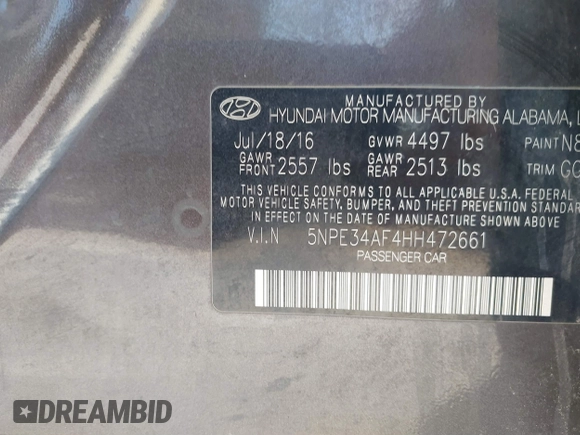 MANUFACTURED BY
HYUNDAI MOTOR MANUFACTURING ALABAMA,
Jul/18/16 GVWR 4497 lbs PAINT N8
GAWR FRONT 2557 lbs GAWR REAR 2513 lbs TRIM
THIS VEHICLE CONFORMS TO ALL APPLICABLE U.S.A. FEDERAL
MOTOR VEHICLE SAFETY, BUMPER, AND THEFT PREVENTION STANDA
IN EFFECT ON THE DATE OF MANUFACTURE SHOWN ABOVE
V.I.N 5NPE34AF4HH472661
PASSENGER CAR
DREAMBID